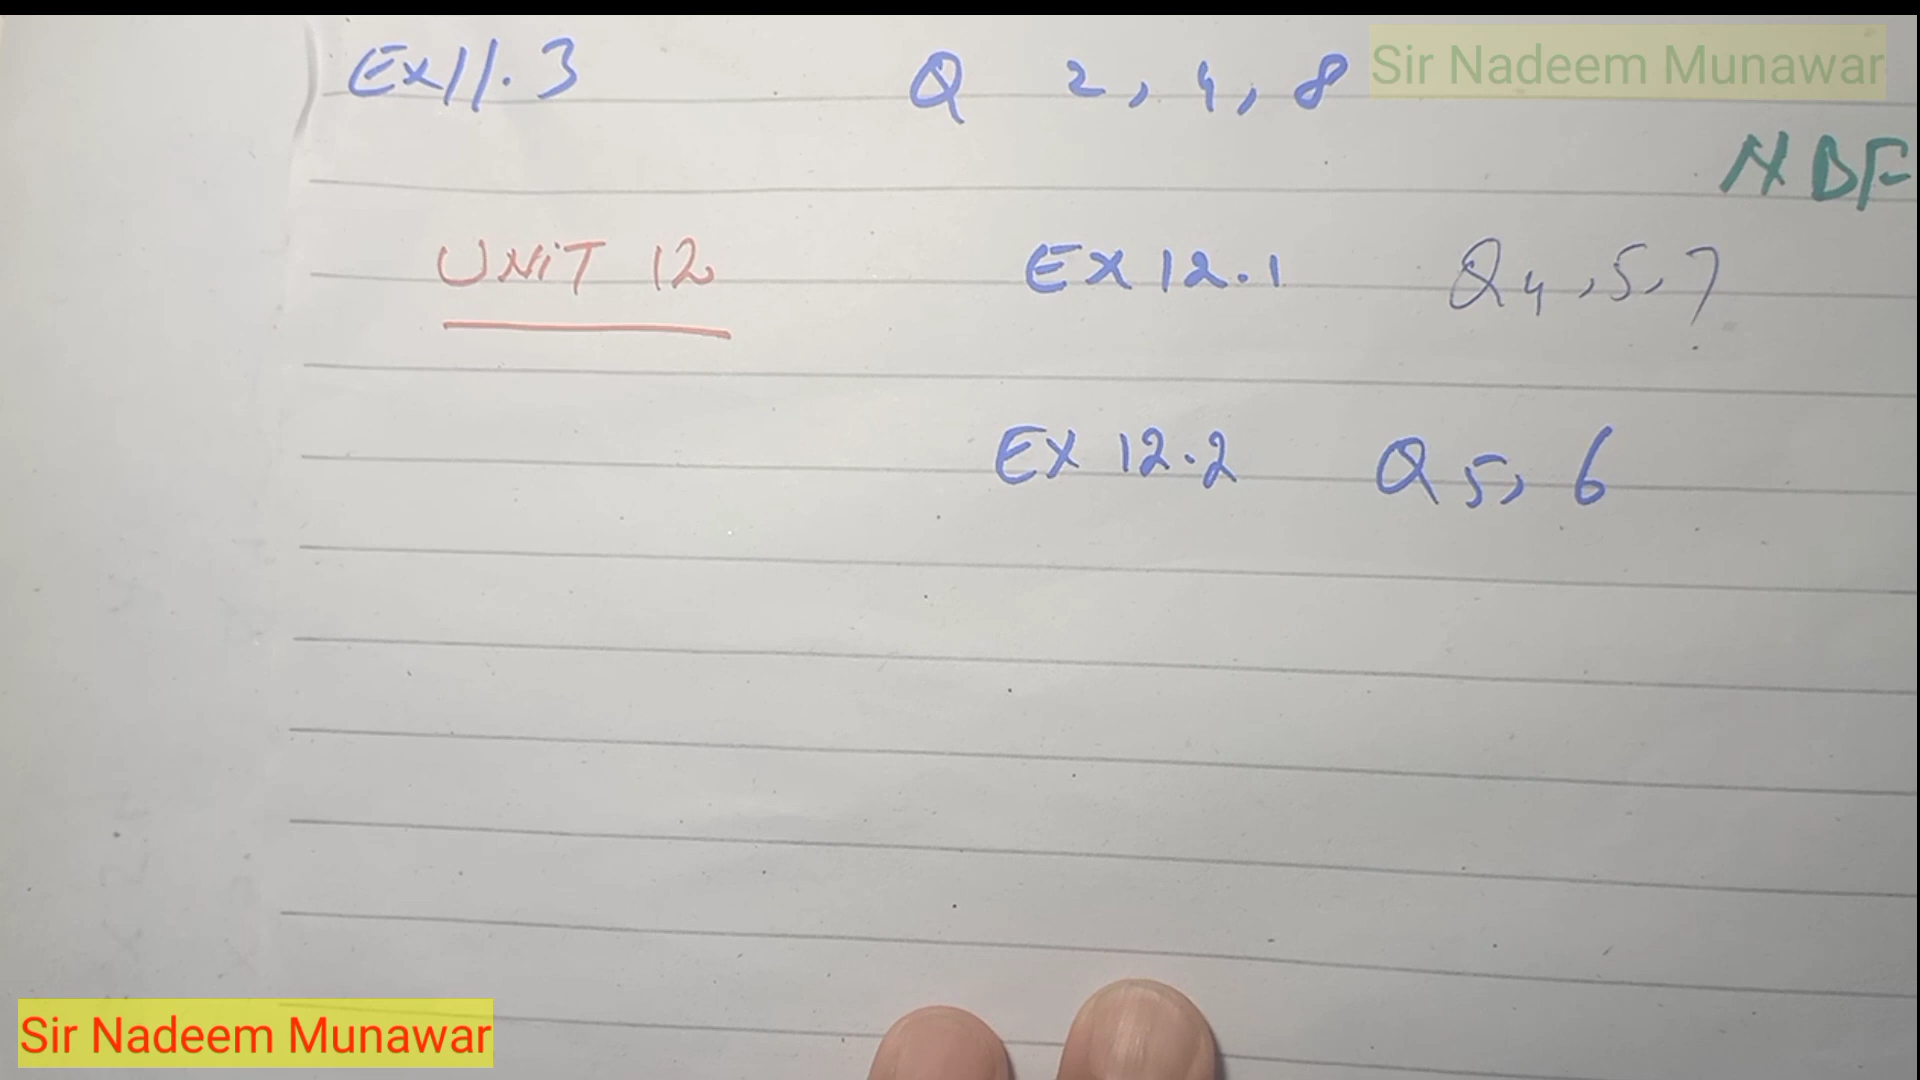 Ex 11.3 Q 2, 4, 8 Sir Nadeem Munawar
NBF
UNiT 12 Ex 12.1 Q 4, 5, 7
Ex 12.2 Q 5, 6
Sir Nadeem Munawar